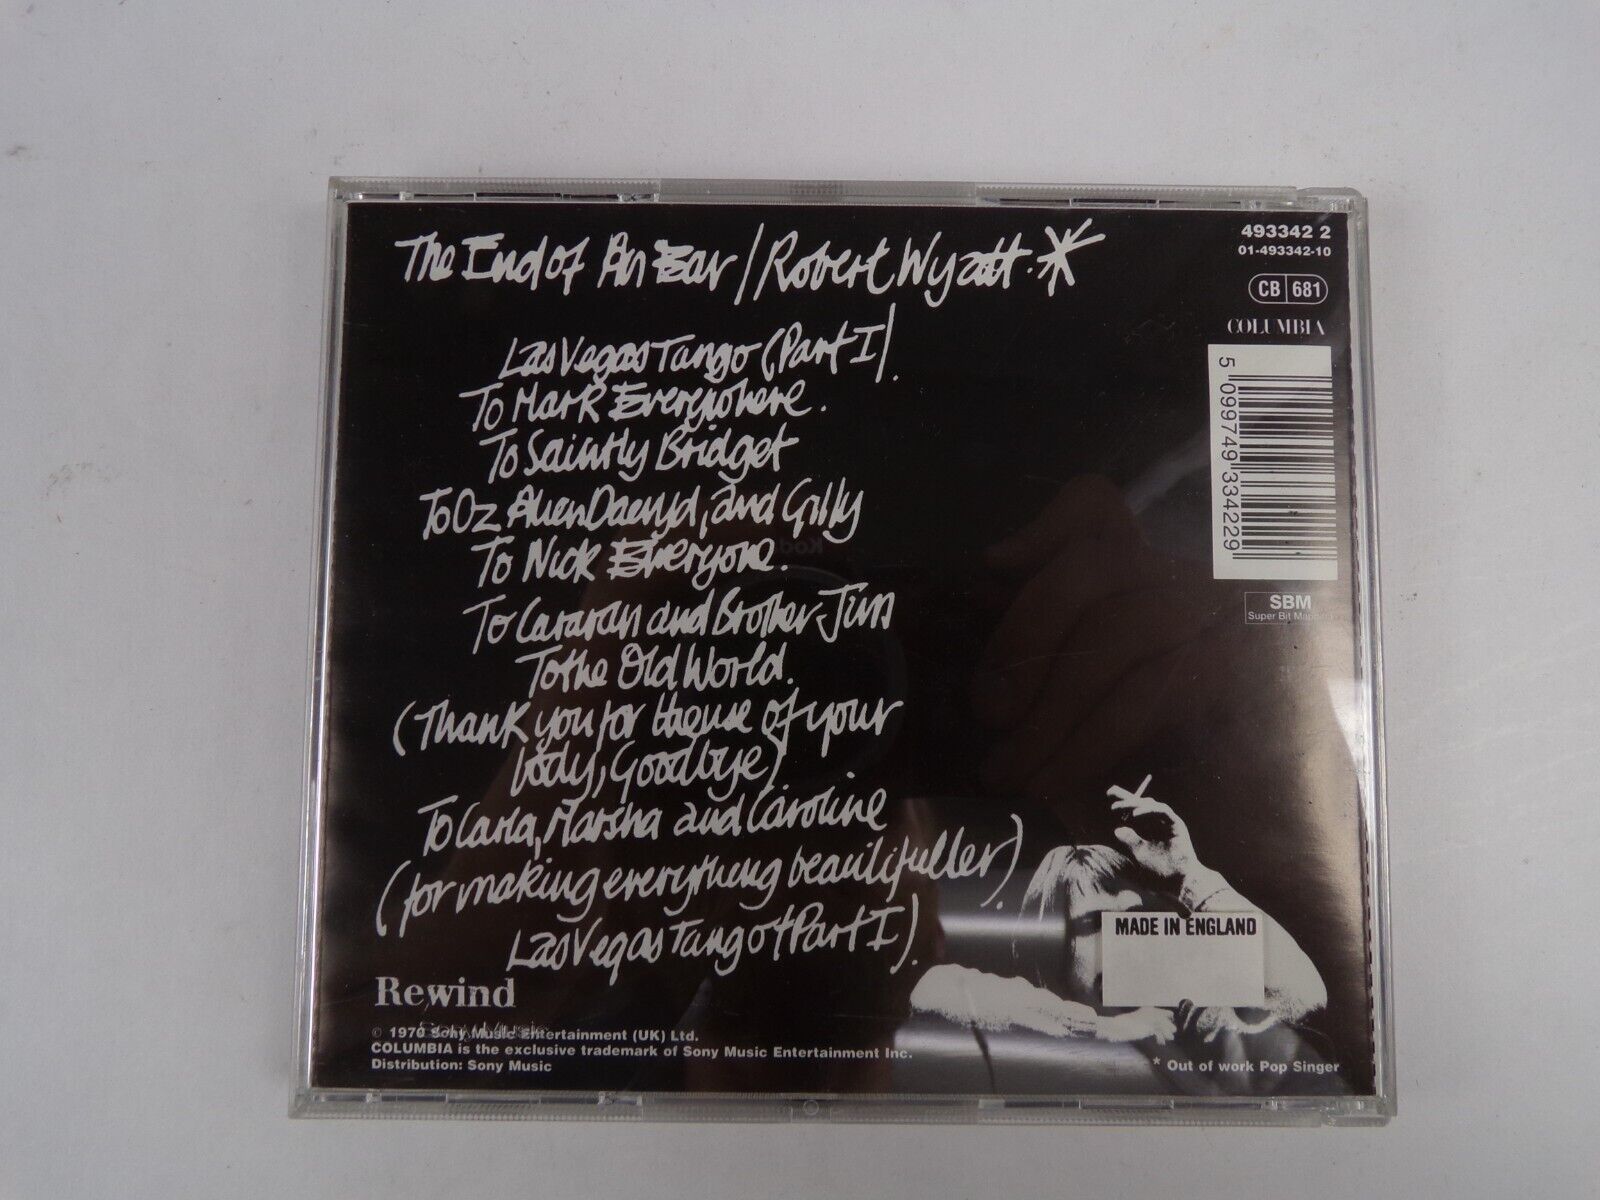 The End of An Ear / Robert Wyatt. *
Las Vegas Tango (Part I).
To Mark Everywhere.
To Saintly Bridget
To Oz Alien Daevyd, and Gilly
To Nick Everyone.
To Caravan and Brother Jim
To the Old World.
(Thank you for the use of your
body, Goodbye)
To Carla, Marsha and Caroline
(for making everything beautifuller).
Las Vegas Tango (Part I).
Rewind
© 1970 Sony Music Entertainment (UK) Ltd.
COLUMBIA is the exclusive trademark of Sony Music Entertainment Inc.
Distribution: Sony Music
493342 2
01-493342-10
CB 681
COLUMBIA
5 099749 334229
SBM
Super Bit Mapping
MADE IN ENGLAND
* Out of work Pop Singer